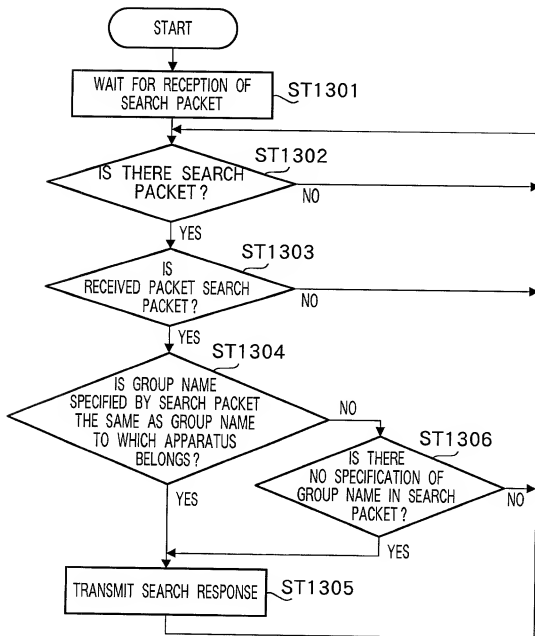 START
WAIT FOR RECEPTION OF
SEARCH PACKET
ST1301
ST1302
IS THERE SEARCH
PACKET?
NO
YES
ST1303
IS
RECEIVED PACKET SEARCH
PACKET?
NO
YES
ST1304
IS GROUP NAME
SPECIFIED BY SEARCH PACKET
THE SAME AS GROUP NAME
TO WHICH APPARATUS
BELONGS?
NO
YES
ST1306
IS THERE
NO SPECIFICATION OF
GROUP NAME IN SEARCH
PACKET?
NO
YES
TRANSMIT SEARCH RESPONSE
ST1305